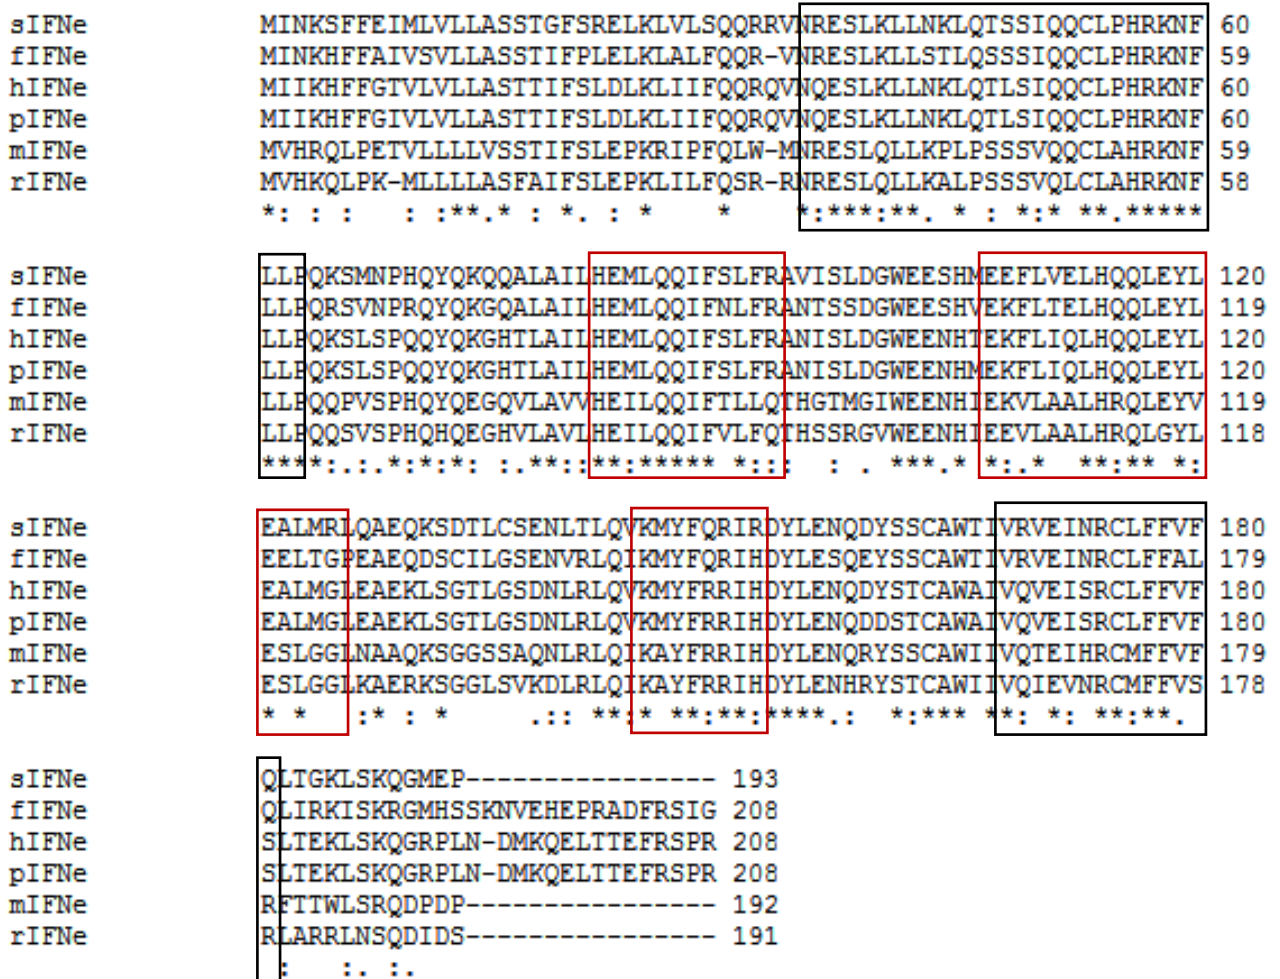 sIFNe MINKSFFEIMLVLLASSTGFSRELKLVLSQQRRVNRESLKLLNKLQTSSIQQCLPHRKNF 60
fIFNe MINKHFFAIVSVLLASSTIFPLELKLALFQQR-VNRESLKLLSTLQSSSIQQCLPHRKNF 59
hIFNe MIIKHFFGTVLVLLASTTIFSLDLKLIIFQQRQVNQESLKLLNKLQTLSIQQCLPHRKNF 60
pIFNe MIIKHFFGIVLVLLASTTIFSLDLKLIIFQQRQVNQESLKLLNKLQTLSIQQCLPHRKNF 60
mIFNe MVHRQLPETVLLLLVSSTIFSLEPKRIPFQLW-MNRESLQLLKPLPSSSVQQCLAHRKNF 59
rIFNe MVHKQLPK-MLLLLASFAIFSLEPKLILFQSR-RNRESLQLLKALPSSSVQLCLAHRKNF 58
*: : :   : :**.* : *. : *    *    *:***:**. * : *:* **.*****
sIFNe LLPQKSMNPHQYQKQQALAILHEMLQQIFSLFRAVISLDGWEESHMEEFLVELHQQLEYL 120
fIFNe LLPQRSVNPRQYQKGQALAILHEMLQQIFNLFRANTSSDGWEESHVEKFLTELHQQLEYL 119
hIFNe LLPQKSLSPQQYQKGHTLAILHEMLQQIFSLFRANISLDGWEENHTEKFLIQLHQQLEYL 120
pIFNe LLPQKSLSPQQYQKGHTLAILHEMLQQIFSLFRANISLDGWEENHMEKFLIQLHQQLEYL 120
mIFNe LLPQQPVSPHQYQEGQVLAVVHEILQQIFTLLQTHGTMGIWEENHIEKVLAALHRQLEYV 119
rIFNe LLPQQSVSPHQHQEGHVLAVLHEILQQIFVLFQTHSSRGVWEENHIEEVLAALHRQLGYL 118
****:.:.*:*:*: :.**::**:***** *::: : . ***.* *:.* **:** *:
sIFNe EALMRLQAEQKSDTLCSENLTLQVKMYFQRIRDYLENQDYSSCAWTIVRVEINRCLFFVF 180
fIFNe EELTGPEAEQDSCILGSENVRLQIKMYFQRIHDYLESQEYSSCAWTIVRVEINRCLFFAL 179
hIFNe EALMGLEAEKLSGTLGSDNLRLQVKMYFRRIHDYLENQDYSTCAWAIVQVEISRCLFFVF 180
pIFNe EALMGLEAEKLSGTLGSDNLRLQVKMYFRRIHDYLENQDDSTCAWAIVQVEISRCLFFVF 180
mIFNe ESLGGLNAAQKSGGSSAQNLRLQIKAYFRRIHDYLENQRYSSCAWIIVQTEIHRCMFFVF 179
rIFNe ESLGGLKAERKSGGLSVKDLRLQIKAYFRRIHDYLENHRYSTCAWIIVQIEVNRCMFFVS 178
* *   :* : *     .:: **:* **:**:****.:  *:*** **: *: **:**.
sIFNe QLTGKLSKQGMEP---------------- 193
fIFNe QLIRKISKRGMHSSKNVEHEPRADFRSIG 208
hIFNe SLTEKLSKQGRPLN-DMKQELTTEFRSPR 208
pIFNe SLTEKLSKQGRPLN-DMKQELTTEFRSPR 208
mIFNe RFTTWLSRQDPDP---------------- 192
rIFNe RLARRLNSQDIDS---------------- 191
:   :. :.